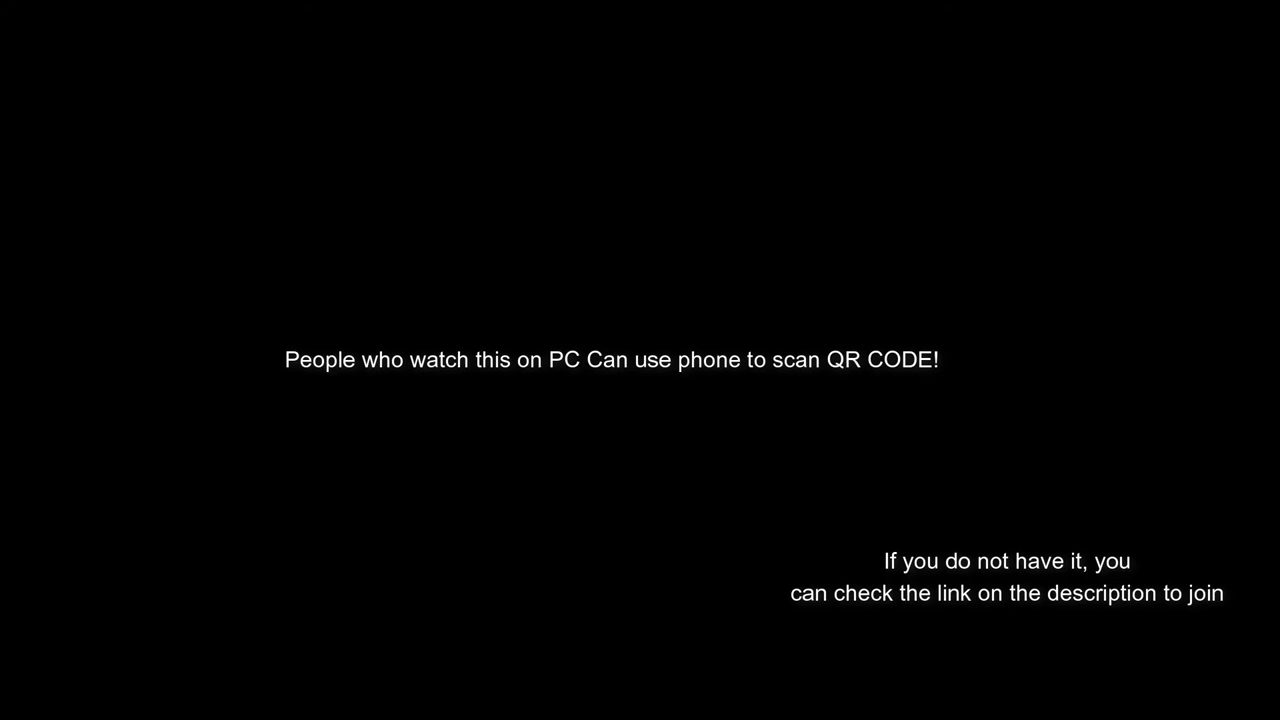 People who watch this on PC Can use phone to scan QR CODE!
If you do not have it, you
can check the link on the description to join